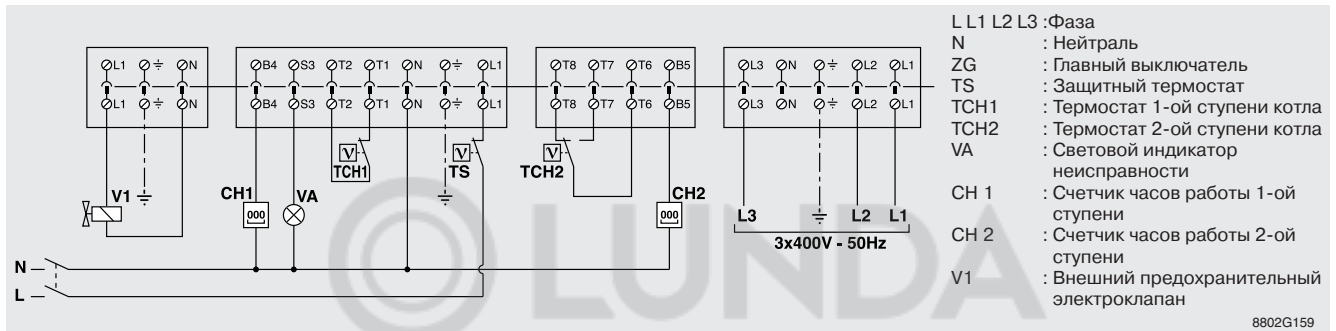 L L1 L2 L3 :Фаза
N : Нейтраль
ZG : Главный выключатель
TS : Защитный термостат
TCH1 : Термостат 1-ой ступени котла
TCH2 : Термостат 2-ой ступени котла
VA : Световой индикатор
неисправности
CH 1 : Счетчик часов работы 1-ой
ступени
CH 2 : Счетчик часов работы 2-ой
ступени
V1 : Внешний предохранительный
электроклапан
8802G159
L1 N
L1 N
B4 S3 T2 T1 N L1
B4 S3 T2 T1 N L1
T8 T7 T6 B5
T8 T7 T6 B5
L3 N L2 L1
L3 N L2 L1
V1
CH1
000
VA
V
TCH1
V
TS
V
TCH2
CH2
000
L3 L2 L1
3x400V - 50Hz
N
L
LUNDA